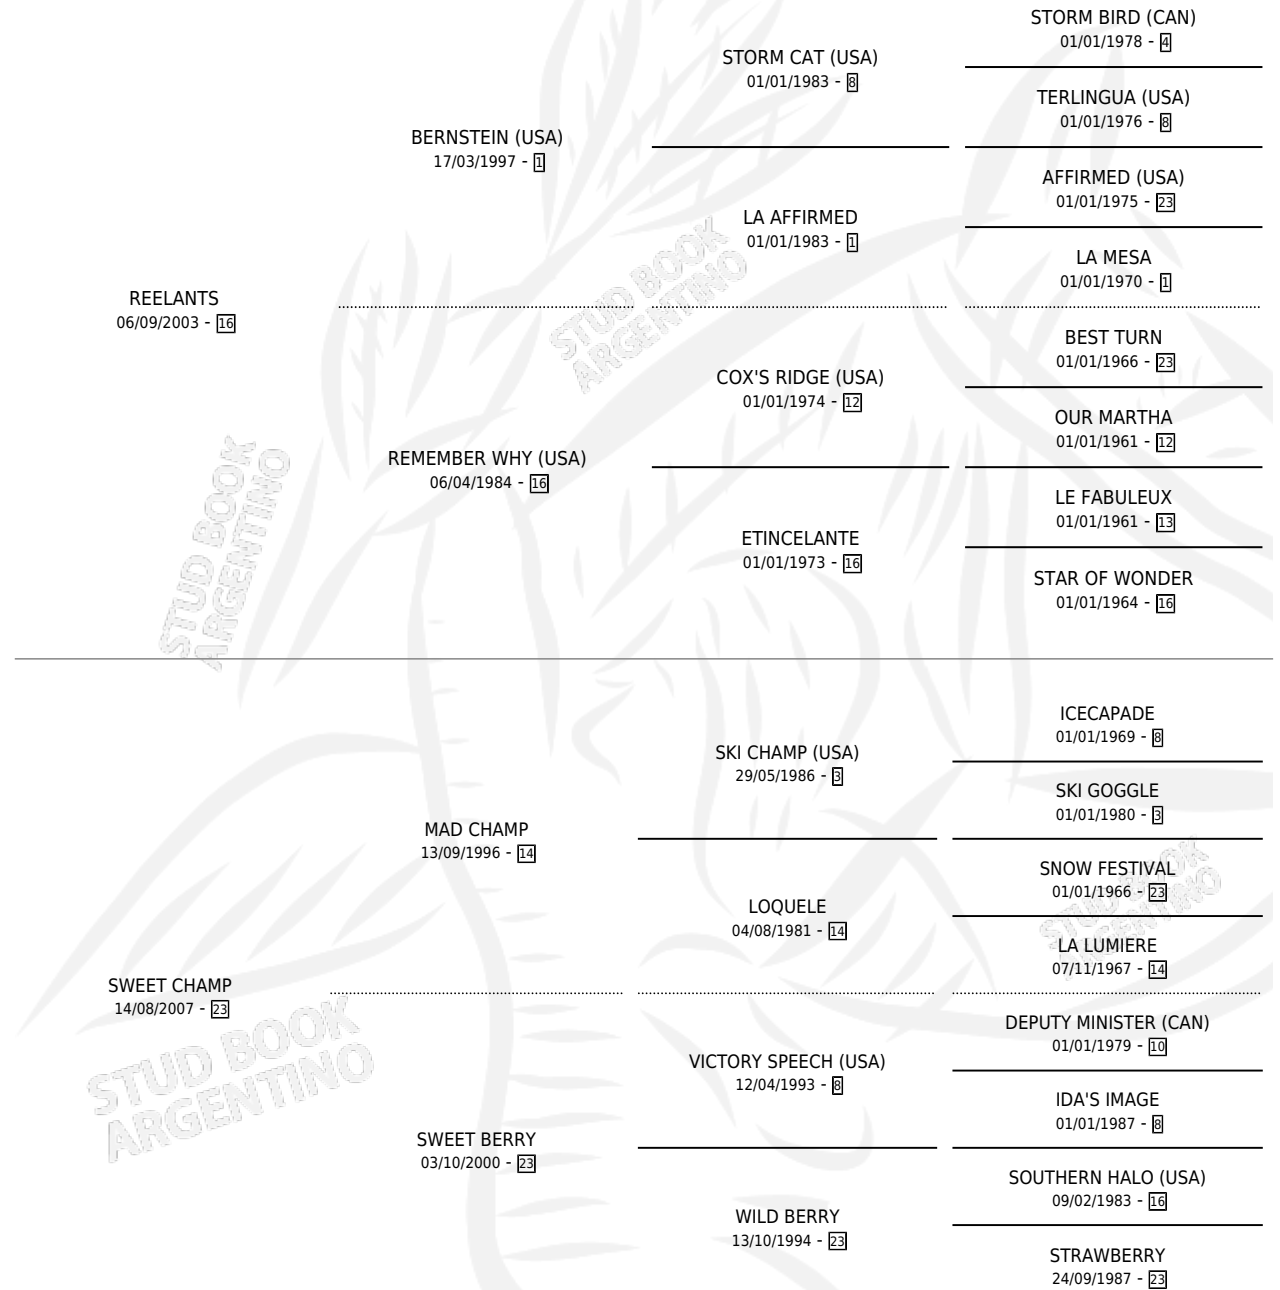 STORM BIRD (CAN)
01/01/1978 - 4
STORM CAT (USA)
01/01/1983 - 8
TERLINGUA (USA)
01/01/1976 - 8
BERNSTEIN (USA)
17/03/1997 - 1
AFFIRMED (USA)
01/01/1975 - 23
LA AFFIRMED
01/01/1983 - 1
LA MESA
01/01/1970 - 1
REELANTS
06/09/2003 - 16
BEST TURN
01/01/1966 - 23
COX'S RIDGE (USA)
01/01/1974 - 12
OUR MARTHA
01/01/1961 - 12
REMEMBER WHY (USA)
06/04/1984 - 16
LE FABULEUX
01/01/1961 - 13
ETINCELANTE
01/01/1973 - 16
STAR OF WONDER
01/01/1964 - 16
ICECAPADE
01/01/1969 - 8
SKI CHAMP (USA)
29/05/1986 - 3
SKI GOGGLE
01/01/1980 - 3
MAD CHAMP
13/09/1996 - 14
SNOW FESTIVAL
01/01/1966 - 23
LOQUELE
04/08/1981 - 14
LA LUMIERE
07/11/1967 - 14
SWEET CHAMP
14/08/2007 - 23
DEPUTY MINISTER (CAN)
01/01/1979 - 10
VICTORY SPEECH (USA)
12/04/1993 - 8
IDA'S IMAGE
01/01/1987 - 8
SWEET BERRY
03/10/2000 - 23
SOUTHERN HALO (USA)
09/02/1983 - 16
WILD BERRY
13/10/1994 - 23
STRAWBERRY
24/09/1987 - 23
STUD BOOK
ARGENTINO
STUD BOOK
ARGENTINO
STUD BOOK
ARGENTINO
STUD BOOK
ARGENTINO